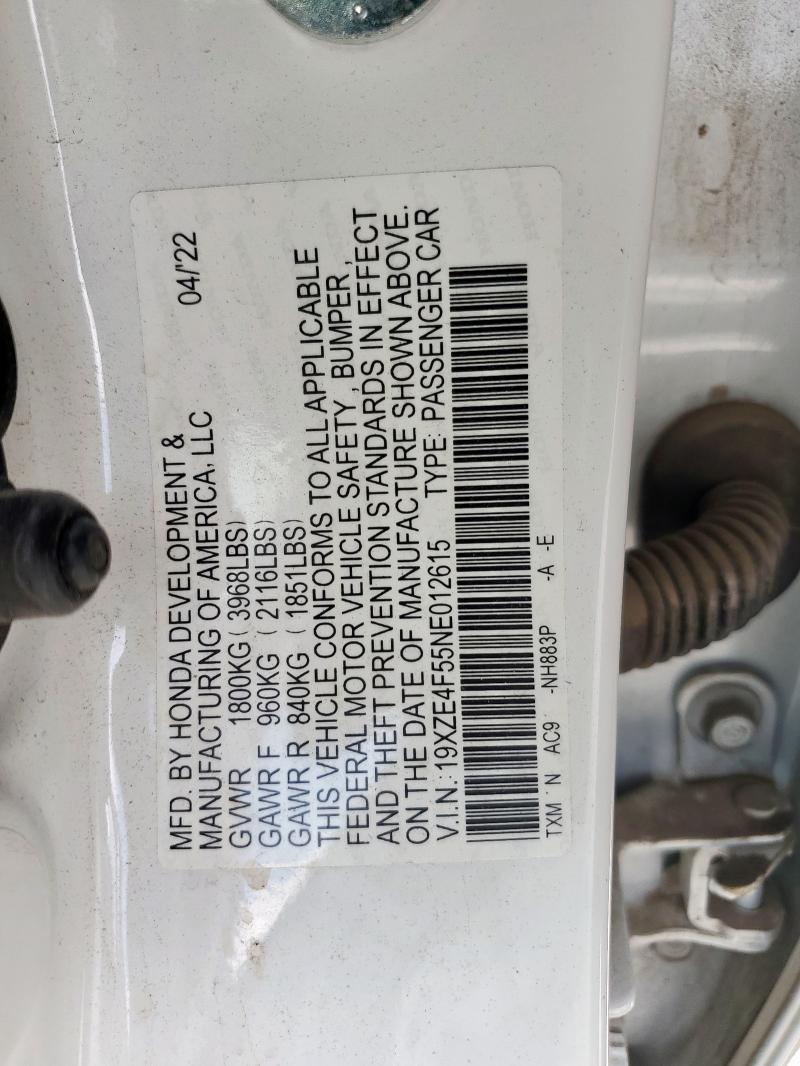 MFD. BY HONDA DEVELOPMENT & 04/'22
MANUFACTURING OF AMERICA, LLC
GVWR 1800KG ( 3968LBS)
GAWR F 960KG ( 2116LBS)
GAWR R 840KG ( 1851LBS)
THIS VEHICLE CONFORMS TO ALL APPLICABLE
FEDERAL MOTOR VEHICLE SAFETY , BUMPER ,
AND THEFT PREVENTION STANDARDS IN EFFECT
ON THE DATE OF MANUFACTURE SHOWN ABOVE.
V.I.N.: 19XZE4F55NE012615 TYPE: PASSENGER CAR
TXM N AC9 -NH883P -A -E